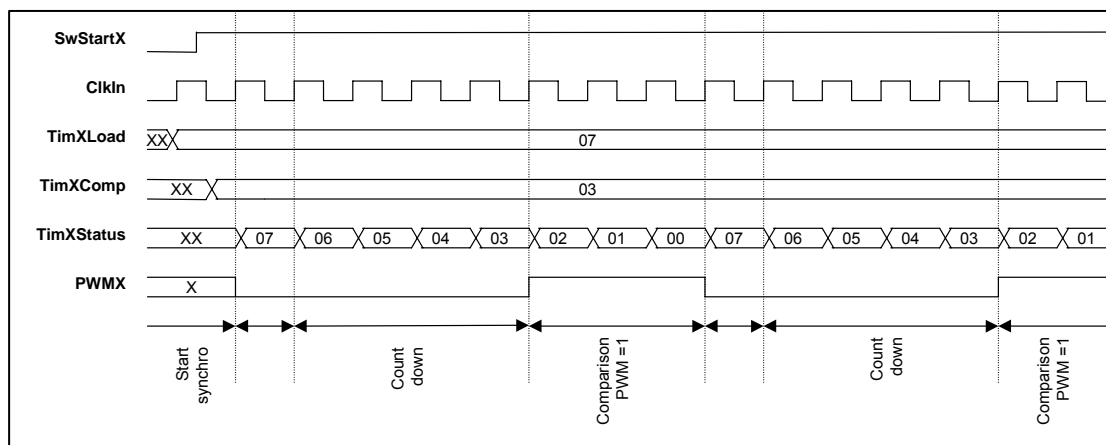 SwStartX
ClkIn
TimXLoad XX 07
TimXComp XX 03
TimXStatus XX 07 06 05 04 03 02 01 00 07 06 05 04 03 02 01
PWMX X
Start
synchro
Count
down
Comparison
PWM =1
Count
down
Comparison
PWM =1